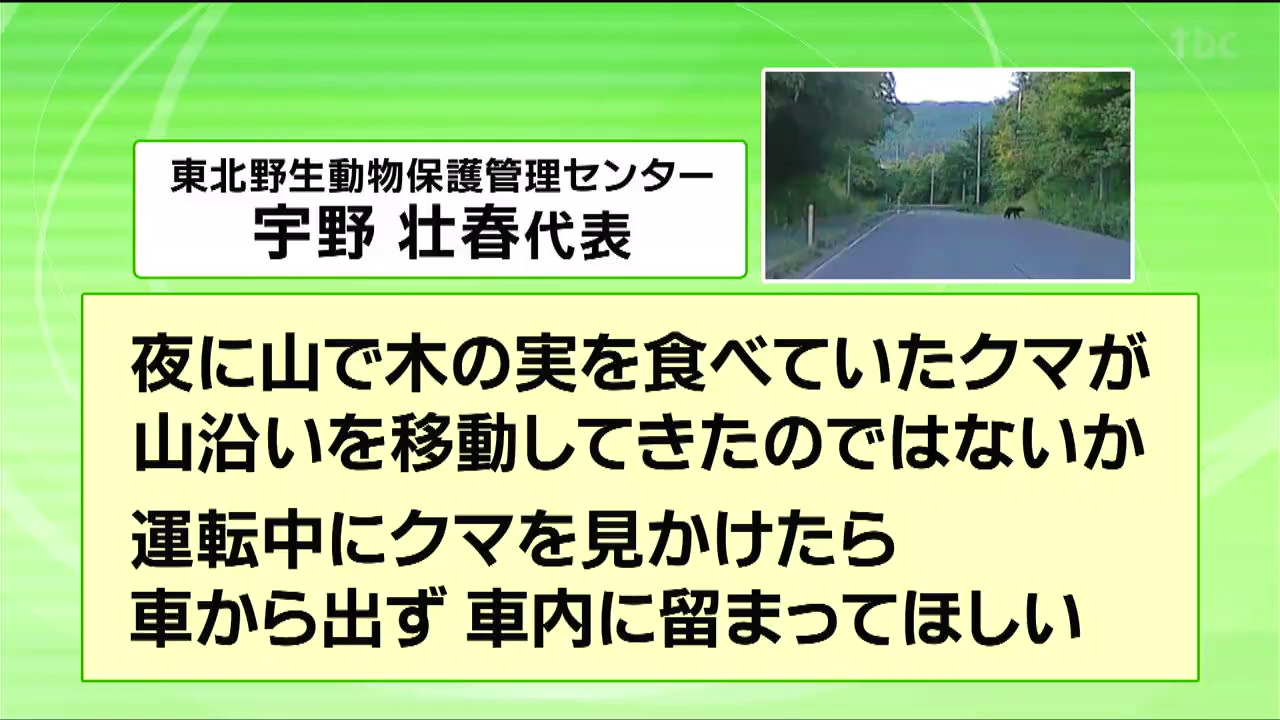 tbc
東北野生動物保護管理センター
宇野 壮春代表
夜に山で木の実を食べていたクマが
山沿いを移動してきたのではないか
運転中にクマを見かけたら
車から出ず 車内に留まってほしい